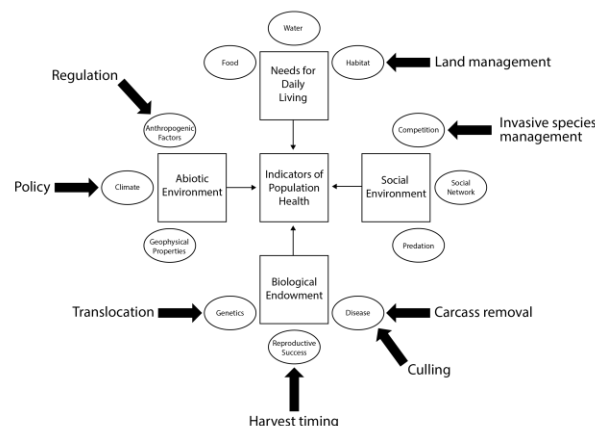 Water
Food
Needs for
Daily
Living
Habitat
Land management
Regulation
Anthropogenic
Factors
Competition
Invasive species
management
Policy
Climate
Abiotic
Environment
Indicators of
Population
Health
Social
Environment
Social
Network
Geophysical
Properties
Predation
Biological
Endowment
Translocation
Genetics
Disease
Carcass removal
Reproductive
Success
Culling
Harvest timing